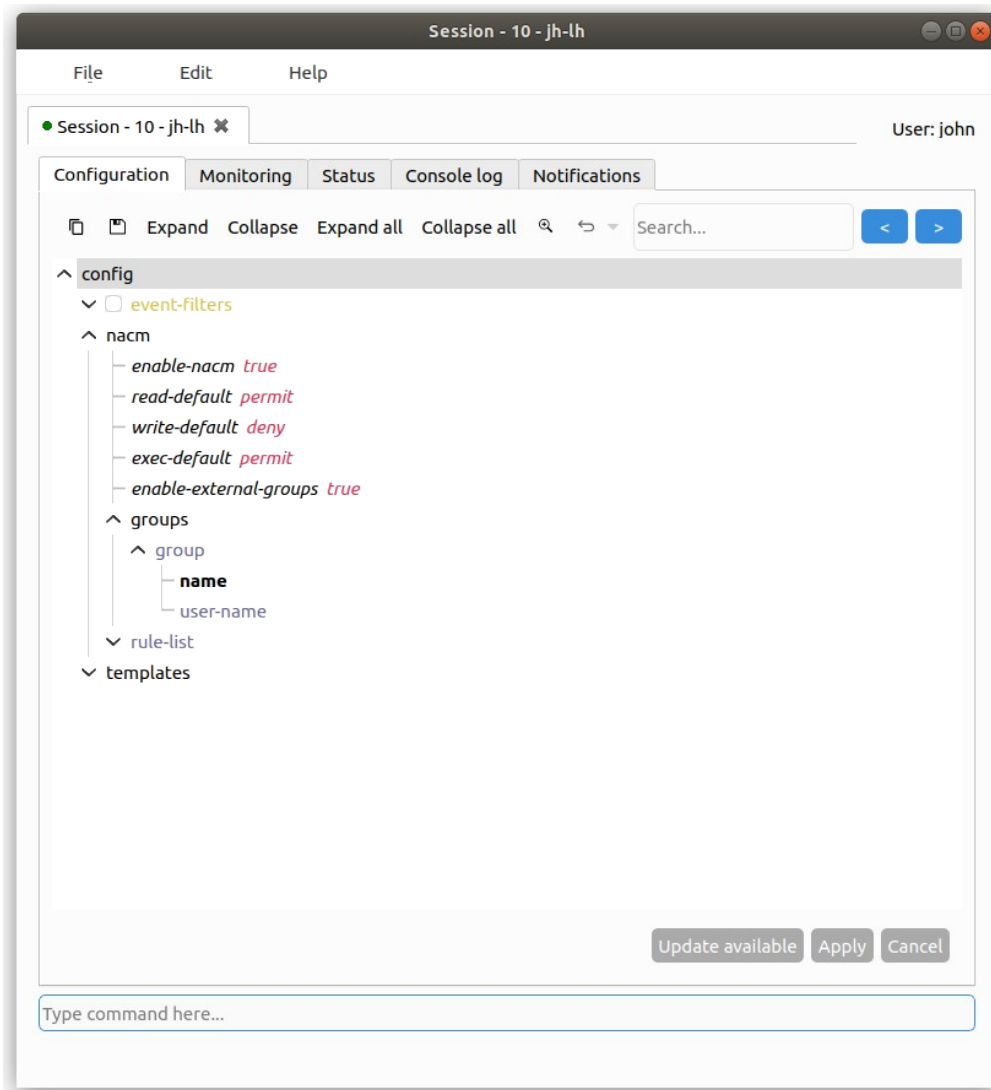 Session - 10 - jh-lh
File Edit Help
Session - 10 - jh-lh
User: john
Configuration Monitoring Status Console log Notifications
Expand Collapse Expand all Collapse all Search... < >
config
event-filters
nacm
enable-nacm true
read-default permit
write-default deny
exec-default permit
enable-external-groups true
groups
group
name
user-name
rule-list
templates
Update available Apply Cancel
Type command here...